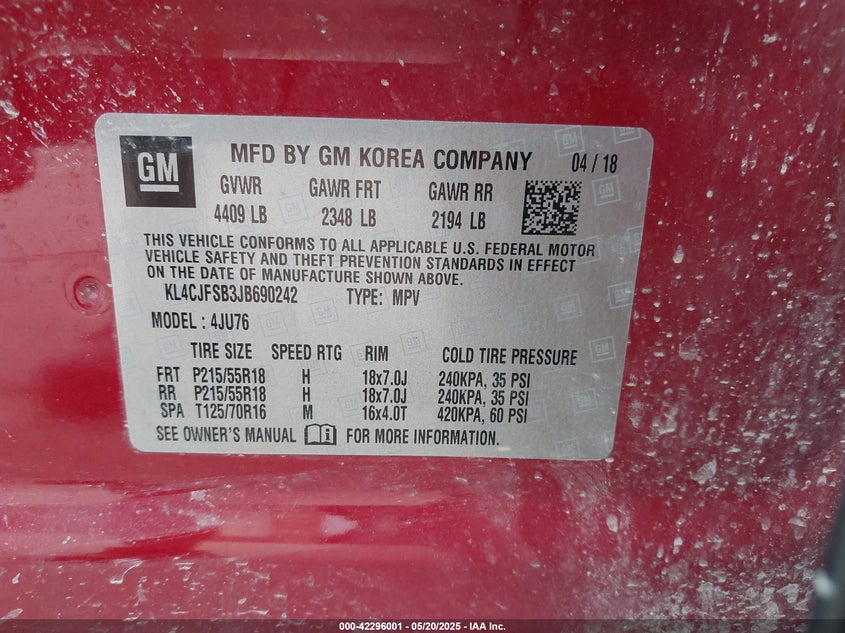 GM
MFD BY GM KOREA COMPANY 04 / 18
GVWR GAWR FRT GAWR RR
4409 LB 2348 LB 2194 LB
THIS VEHICLE CONFORMS TO ALL APPLICABLE U.S. FEDERAL MOTOR
VEHICLE SAFETY AND THEFT PREVENTION STANDARDS IN EFFECT
ON THE DATE OF MANUFACTURE SHOWN ABOVE.
KL4CJFSB3JB690242 TYPE: MPV
MODEL : 4JU76
TIRE SIZE SPEED RTG RIM COLD TIRE PRESSURE
FRT P215/55R18 H 18x7.0J 240KPA, 35 PSI
RR P215/55R18 H 18x7.0J 240KPA, 35 PSI
SPA T125/70R16 M 16x4.0T 420KPA, 60 PSI
SEE OWNER'S MANUAL i FOR MORE INFORMATION.
000-42296001 — 05/20/2025 — IAA Inc.